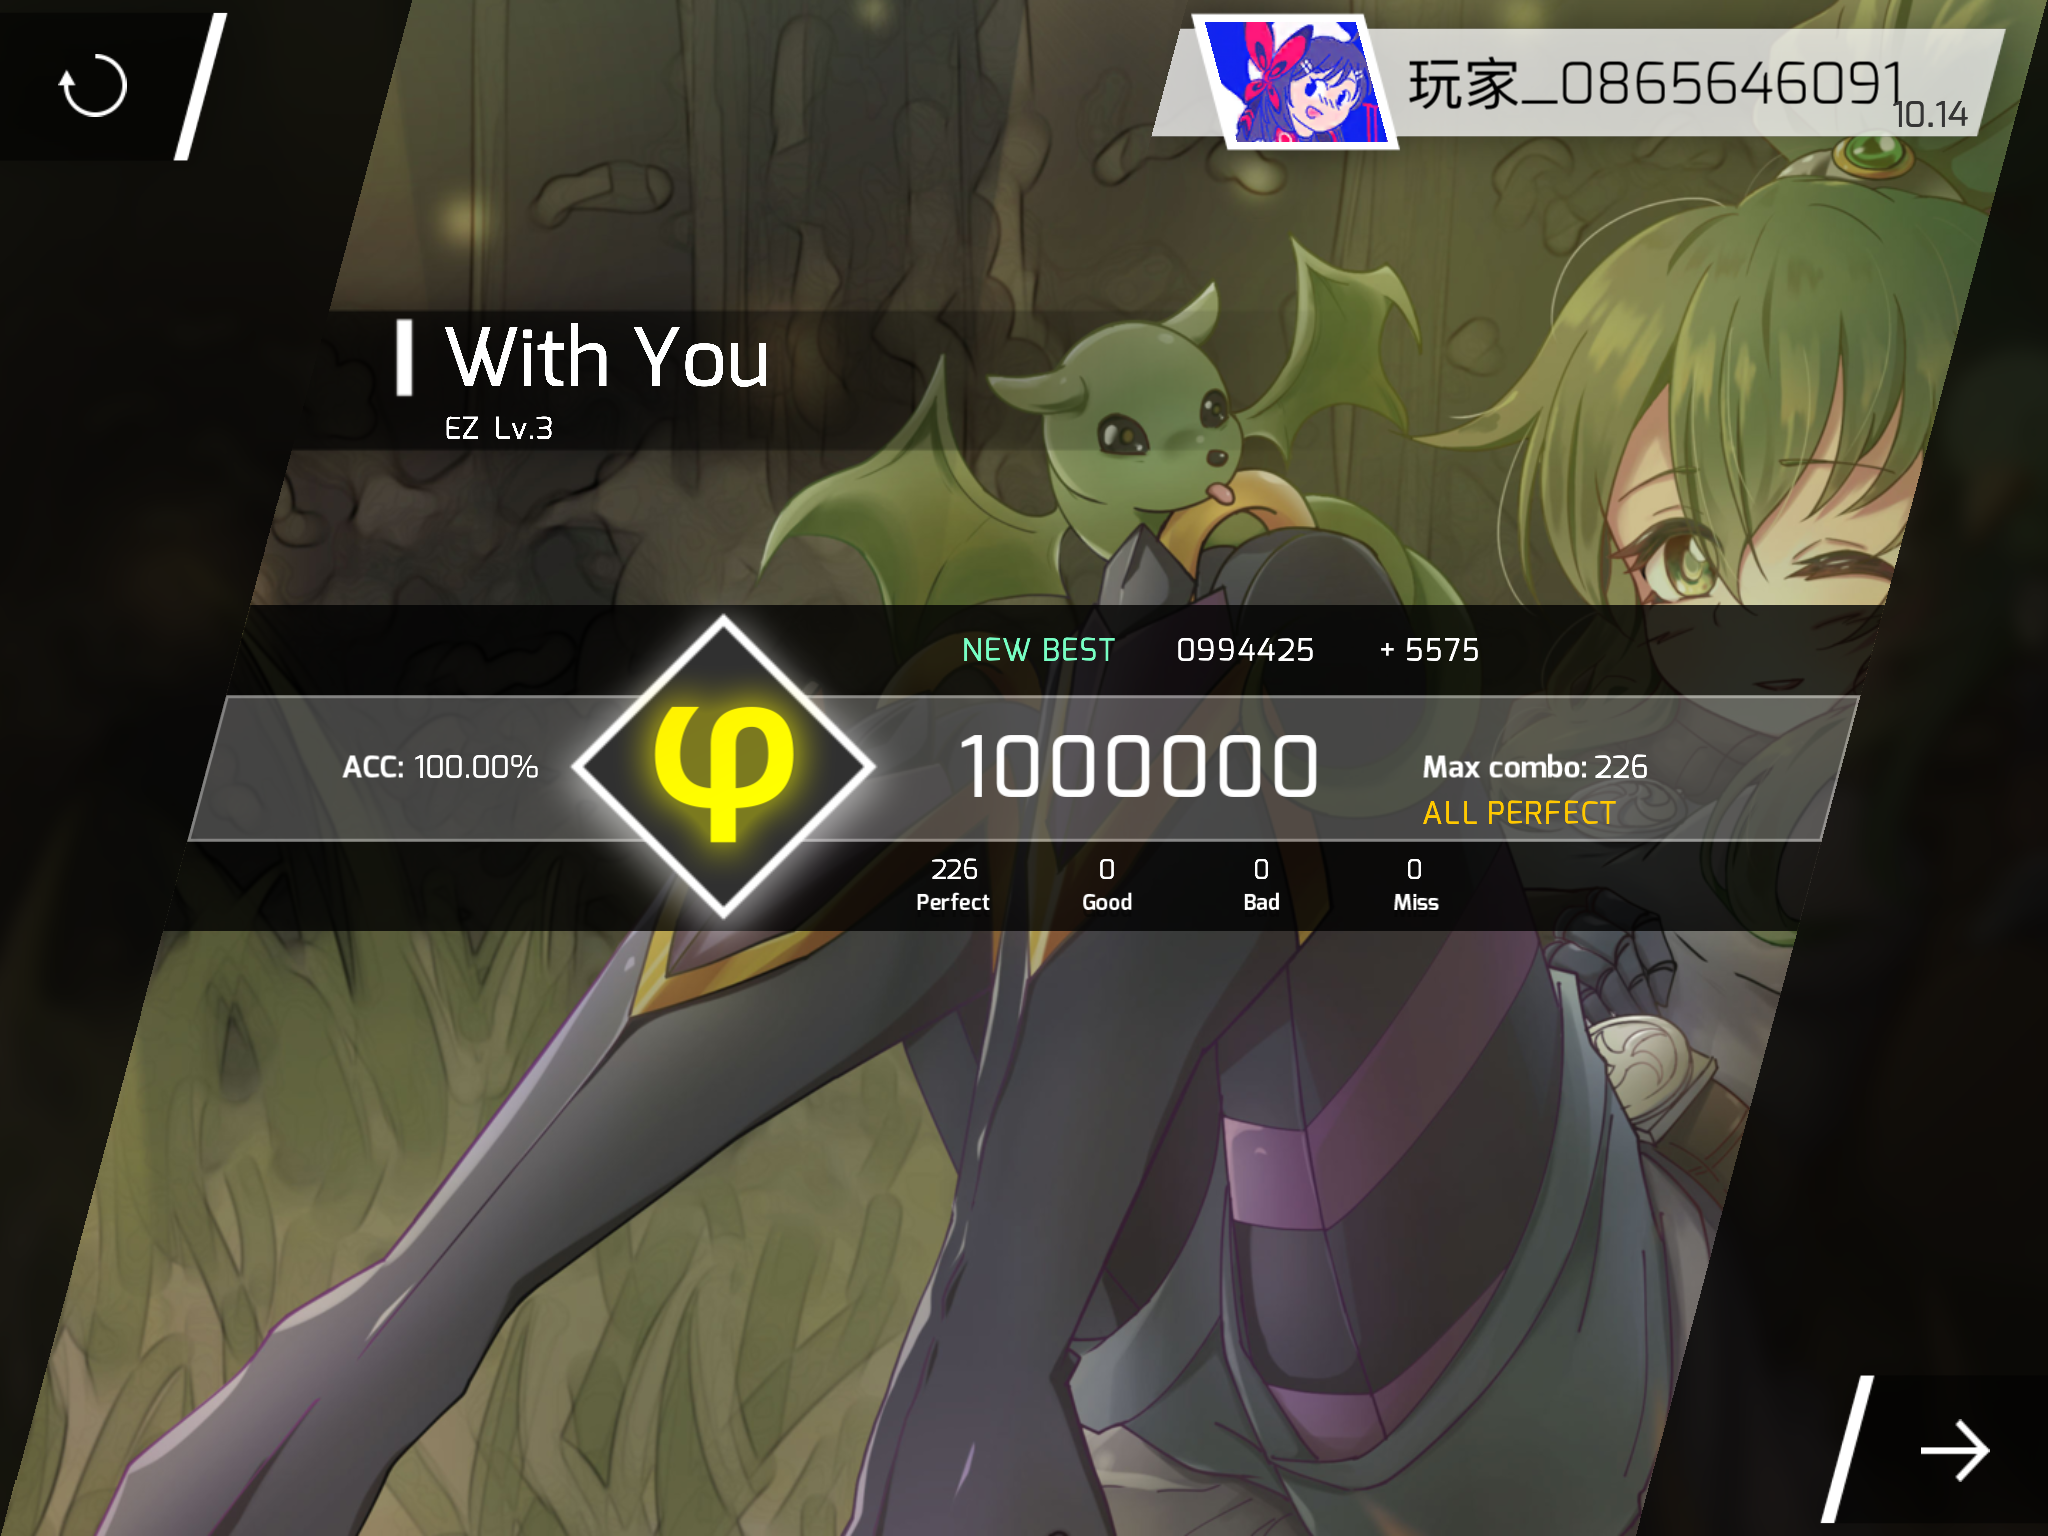 玩家_0865646091
10.14
With You
EZ Lv.3
NEW BEST 0994425 + 5575
ACC: 100.00%
φ
1000000
Max combo: 226
ALL PERFECT
226 0 0 0
Perfect Good Bad Miss